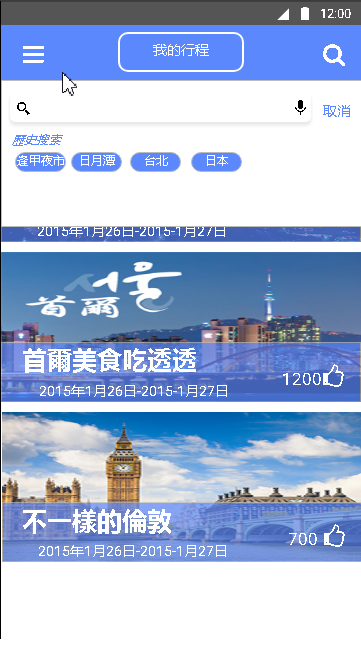 12:00
我的行程
取消
歷史搜索
逢甲夜市 日月潭 台北 日本
2015年1月26日-2015-1月27日
首爾
首爾美食吃透透
1200
2015年1月26日-2015-1月27日
不一樣的倫敦
700
2015年1月26日-2015-1月27日